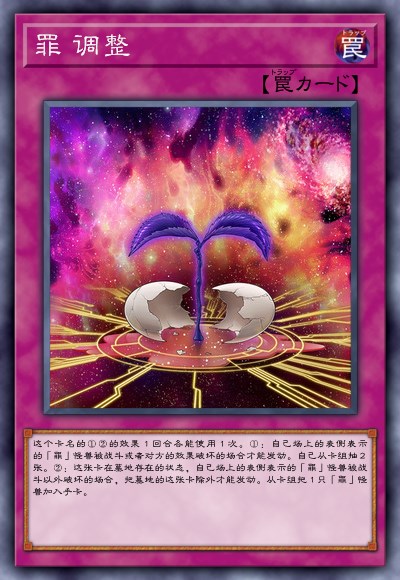 罪 调整
トラップ
罠
トラップ
【罠カード】
这个卡名的①②的效果1回合各能使用1次。①：自己场上的表侧表示
的「罪」怪兽被战斗或者对方的效果破坏的场合才能发动。自己从卡组抽2
张。②：这张卡在墓地存在的状态，自己场上的表侧表示的「罪」怪兽被战
斗以外破坏的场合，把墓地的这张卡除外才能发动。从卡组把1只「罪」怪
兽加入手卡。